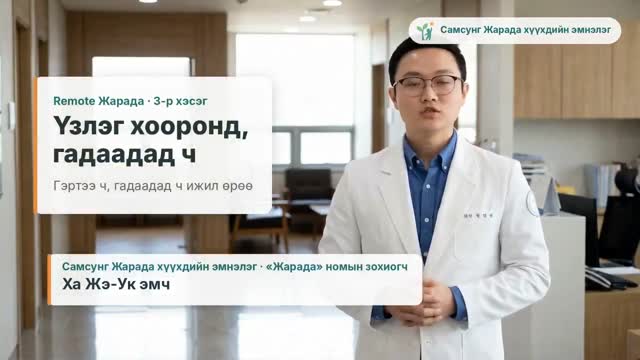 Самсунг Жарада хүүхдийн эмнэлэг
Remote Жарада · 3-р хэсэг
Үзлэг хооронд,
гадаадад ч
Гэртээ ч, гадаадад ч ижил өрөө
Самсунг Жарада хүүхдийн эмнэлэг · «Жарада» номын зохиогч
Ха Жэ-Ук эмч